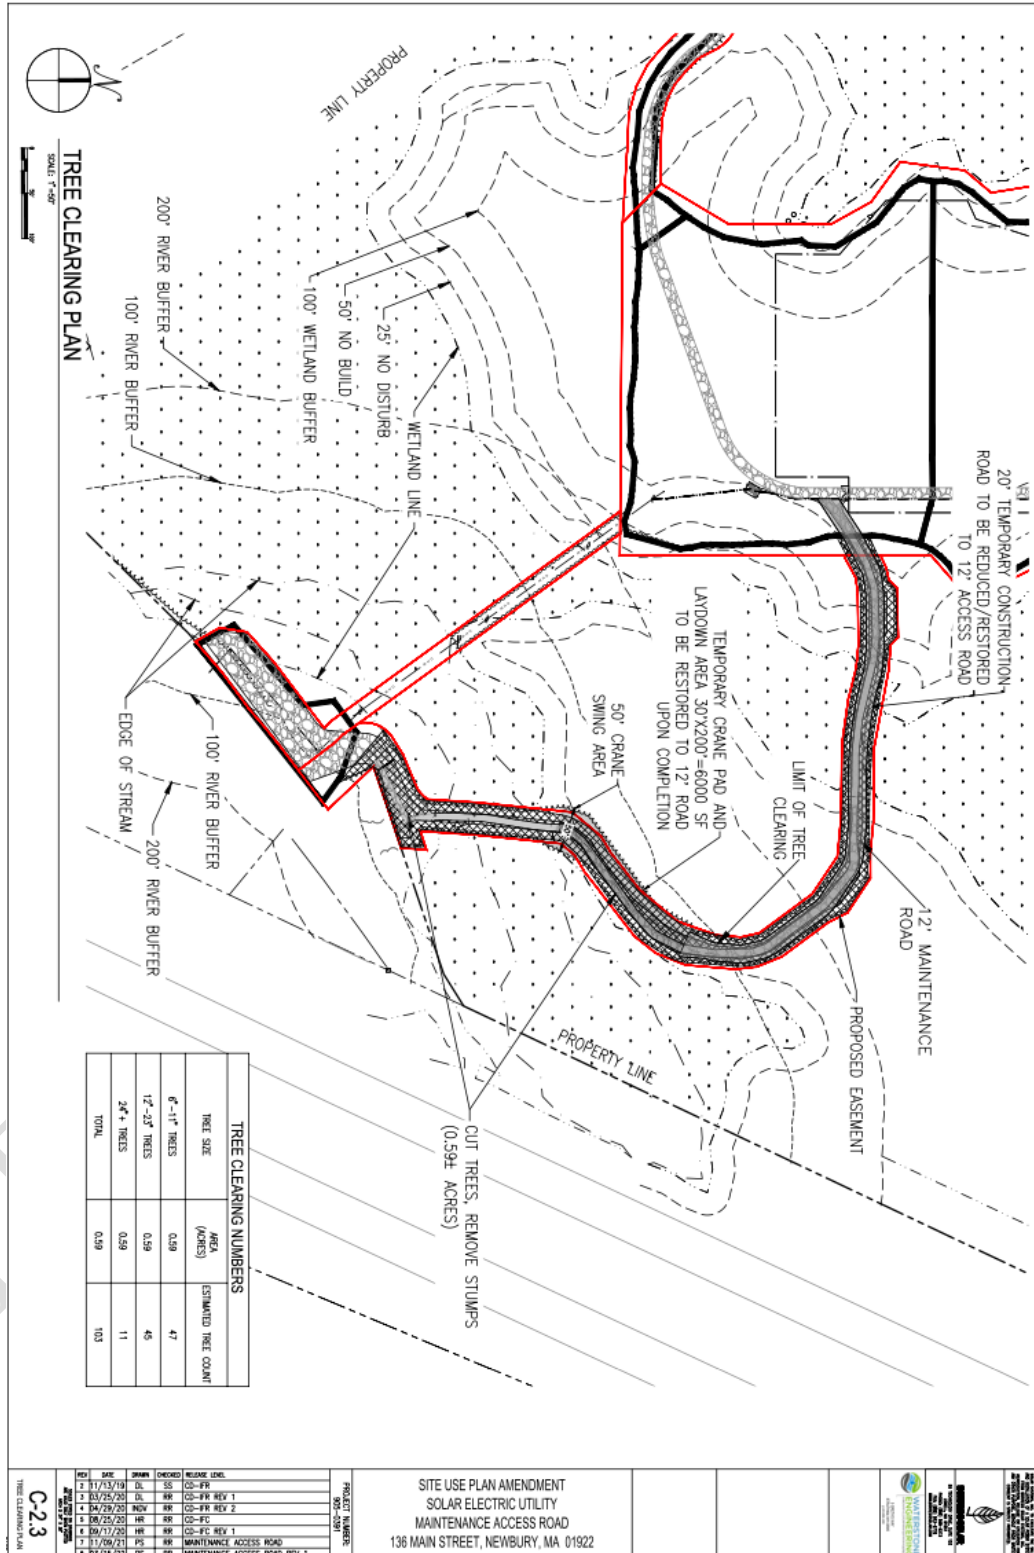 PROPERTY LINE
TREE CLEARING PLAN
SCALE: 1"=50'
200' RIVER BUFFER
100' RIVER BUFFER
100' WETLAND BUFFER
50' NO BUILD
25' NO DISTURB
WETLAND LINE
20' TEMPORARY CONSTRUCTION
ROAD TO BE REDUCED/RESTORED
TO 12' ACCESS ROAD
TEMPORARY CRANE PAD AND
LAYDOWN AREA 30'X200'=6000 SF
TO BE RESTORED TO 12' ROAD
UPON COMPLETION
50' CRANE
SWING AREA
LIMIT OF TREE
CLEARING
12' MAINTENANCE
ROAD
PROPOSED EASEMENT
EDGE OF STREAM
100' RIVER BUFFER
200' RIVER BUFFER
PROPERTY LINE
CUT TREES, REMOVE STUMPS
(0.59± ACRES)
TREE CLEARING NUMBERS
TREE SIZE AREA (ACRES) ESTIMATED TREE COUNT
6"-11" TREES 0.59 47
12"-23" TREES 0.59 45
24"+ TREES 0.59 11
TOTAL 0.59 103
REV DATE DRAWN CHECKED RELEASE LEVEL
2 11/13/19 DL SS CD-IFR
3 03/25/20 DL RR CD-IFR REV 1
4 04/29/20 INDV RR CD-IFR REV 2
5 08/25/20 HR RR CD-IFC
6 09/17/20 HR RR CD-IFC REV 1
7 11/09/21 PS RR MAINTENANCE ACCESS ROAD
PROJECT NUMBER:
SITE USE PLAN AMENDMENT
SOLAR ELECTRIC UTILITY
MAINTENANCE ACCESS ROAD
136 MAIN STREET, NEWBURY, MA 01922
WATERSTONE
ENGINEERING
C-2.3
TREE CLEARING PLAN